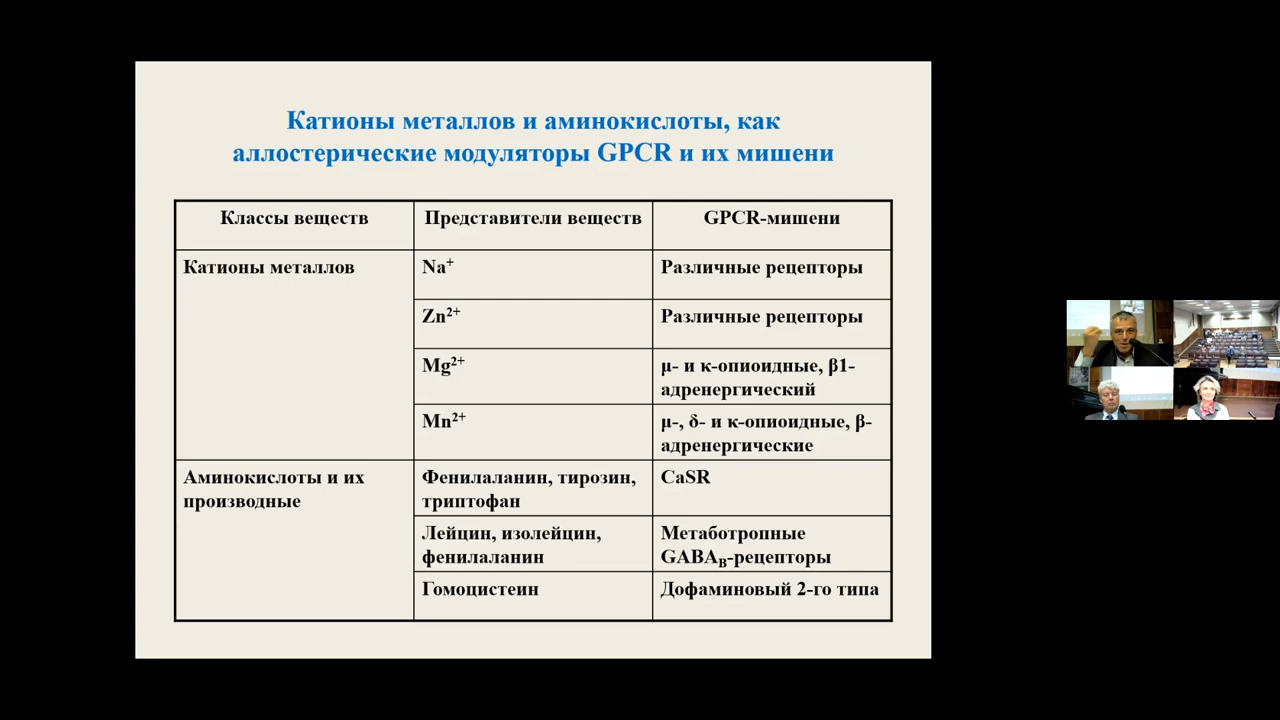 Катионы металлов и аминокислоты, как
аллостерические модуляторы GPCR и их мишени
Классы веществ
Представители веществ
GPCR-мишени
Катионы металлов
Na⁺
Различные рецепторы
Zn²⁺
Различные рецепторы
Mg²⁺
μ- и κ-опиоидные, β1-
адренергический
Mn²⁺
μ-, δ- и κ-опиоидные, β-
адренергические
Аминокислоты и их
производные
Фенилаланин, тирозин,
триптофан
CaSR
Лейцин, изолейцин,
фенилаланин
Метаботропные
GABAB-рецепторы
Гомоцистеин
Дофаминовый 2-го типа